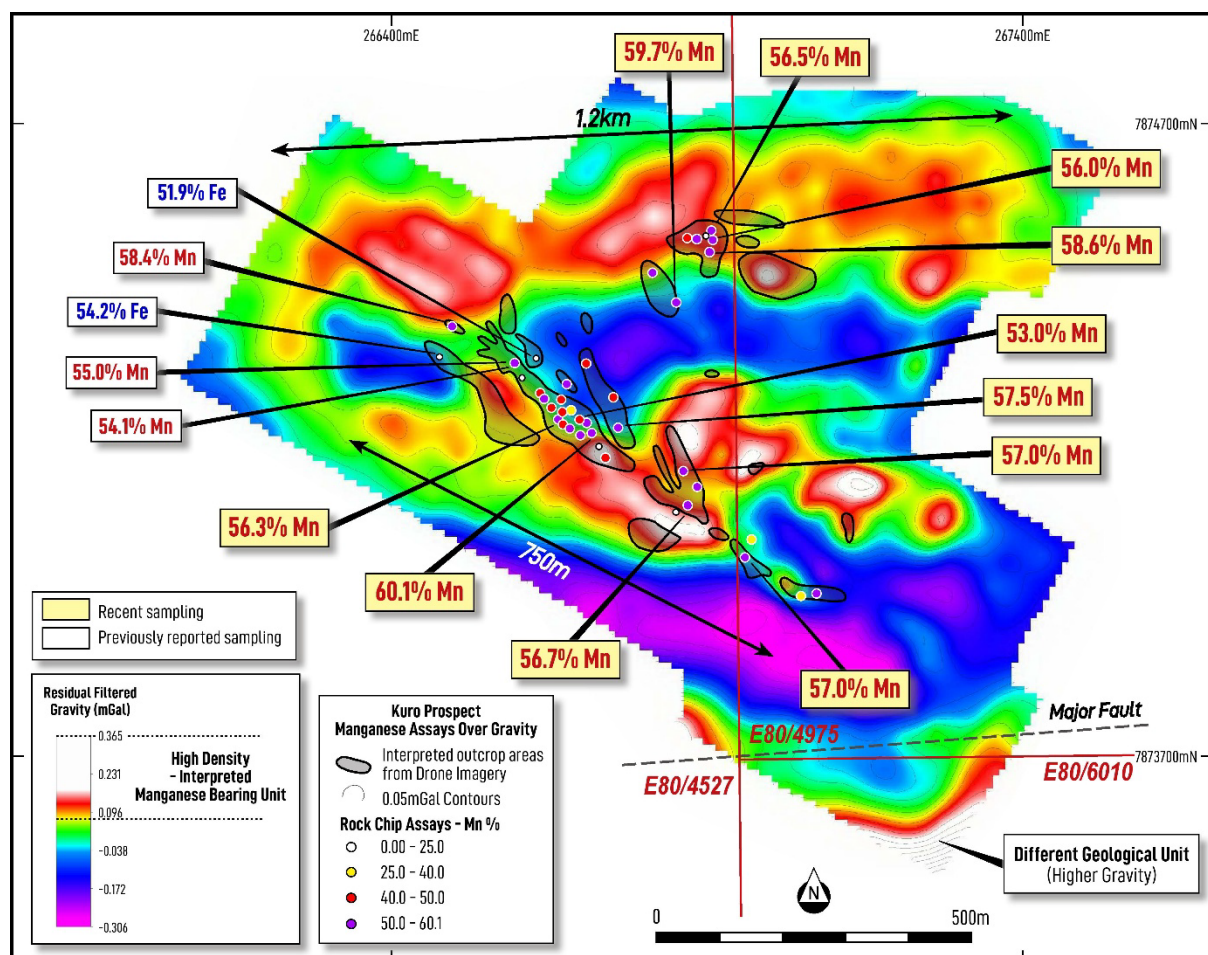 266400mE
267400mE
59.7% Mn
56.5% Mn
7874700mN
1.2km
56.0% Mn
51.9% Fe
58.6% Mn
58.4% Mn
54.2% Fe
53.0% Mn
55.0% Mn
57.5% Mn
54.1% Mn
57.0% Mn
56.3% Mn
750m
60.1% Mn
Recent sampling
Previously reported sampling
56.7% Mn
57.0% Mn
Residual Filtered
Gravity (mGal)
0.365
0.231
0.096
-0.038
-0.172
-0.306
High Density
- Interpreted
Manganese Bearing Unit
Kuro Prospect
Manganese Assays Over Gravity
Interpreted outcrop areas
from Drone Imagery
0.05mGal Contours
Rock Chip Assays - Mn %
0.00 - 25.0
25.0 - 40.0
40.0 - 50.0
50.0 - 60.1
Major Fault
E80/4975
7873700mN
E80/4527
E80/6010
Different Geological Unit
(Higher Gravity)
N
0
500m